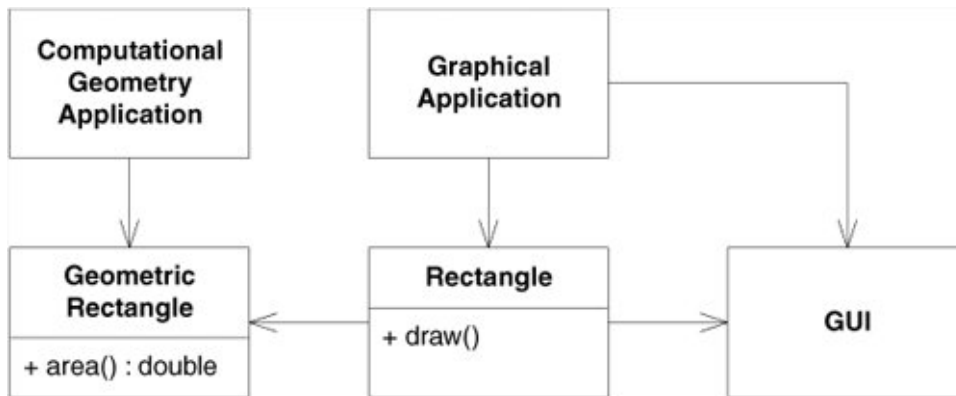 Computational
Geometry
Application
Graphical
Application
Geometric
Rectangle
+ area() : double
Rectangle
+ draw()
GUI